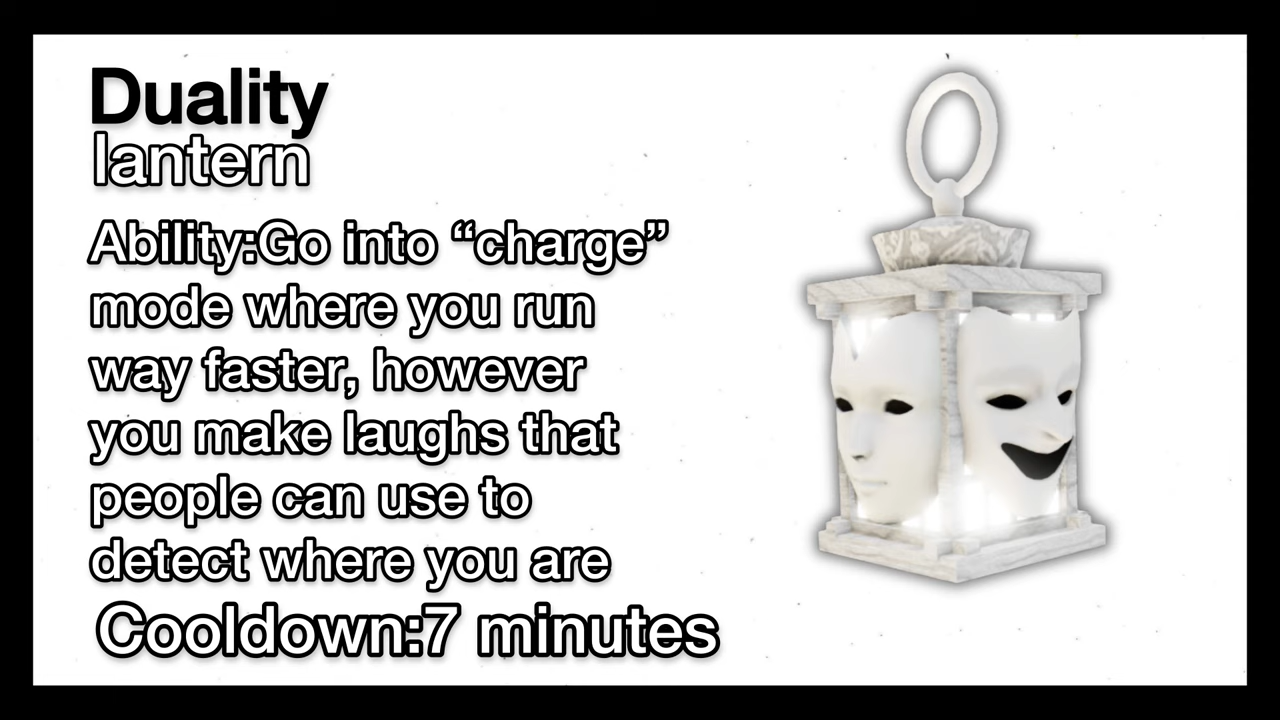 Duality
lantern
Ability:Go into “charge”
mode where you run
way faster, however
you make laughs that
people can use to
detect where you are
Cooldown:7 minutes